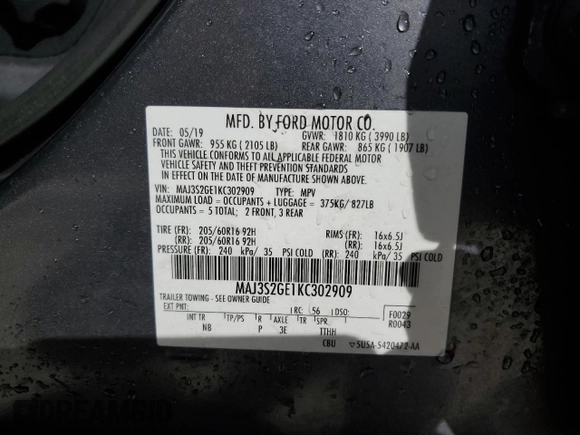 MFD. BY FORD MOTOR CO.
DATE: 05/19 GVWR: 1810 KG ( 3990 LB)
FRONT GAWR: 955 KG ( 2105 LB) REAR GAWR: 865 KG ( 1907 LB)
THIS VEHICLE CONFORMS TO ALL APPLICABLE FEDERAL MOTOR
VEHICLE SAFETY AND THEFT PREVENTION STANDARDS
IN EFFECT ON THE DATE OF MANUFACTURE SHOWN ABOVE.
VIN: MAJ3S2GE1KC302909 TYPE: MPV
MAXIMUM LOAD = OCCUPANTS + LUGGAGE = 375KG/ 827LB
OCCUPANTS = 5 TOTAL; 2 FRONT, 3 REAR
TIRE (FR): 205/60R16 92H RIMS (FR): 16x6.5J
(RR): 205/60R16 92H (RR): 16x6.5J
PRESSURE (FR): 240 kPa/ 35 PSI COLD (RR): 240 kPa/ 35 PSI COLD
MAJ3S2GE1KC302909
TRAILER TOWING - SEE OWNER GUIDE
EXT PNT: RC: 56 DSO: F0029
R0043
INT TR TP/PS R AXLE TR SPR
NB P 3E TTHH
CBU 5U5A-5420472-AA
DREAMBID